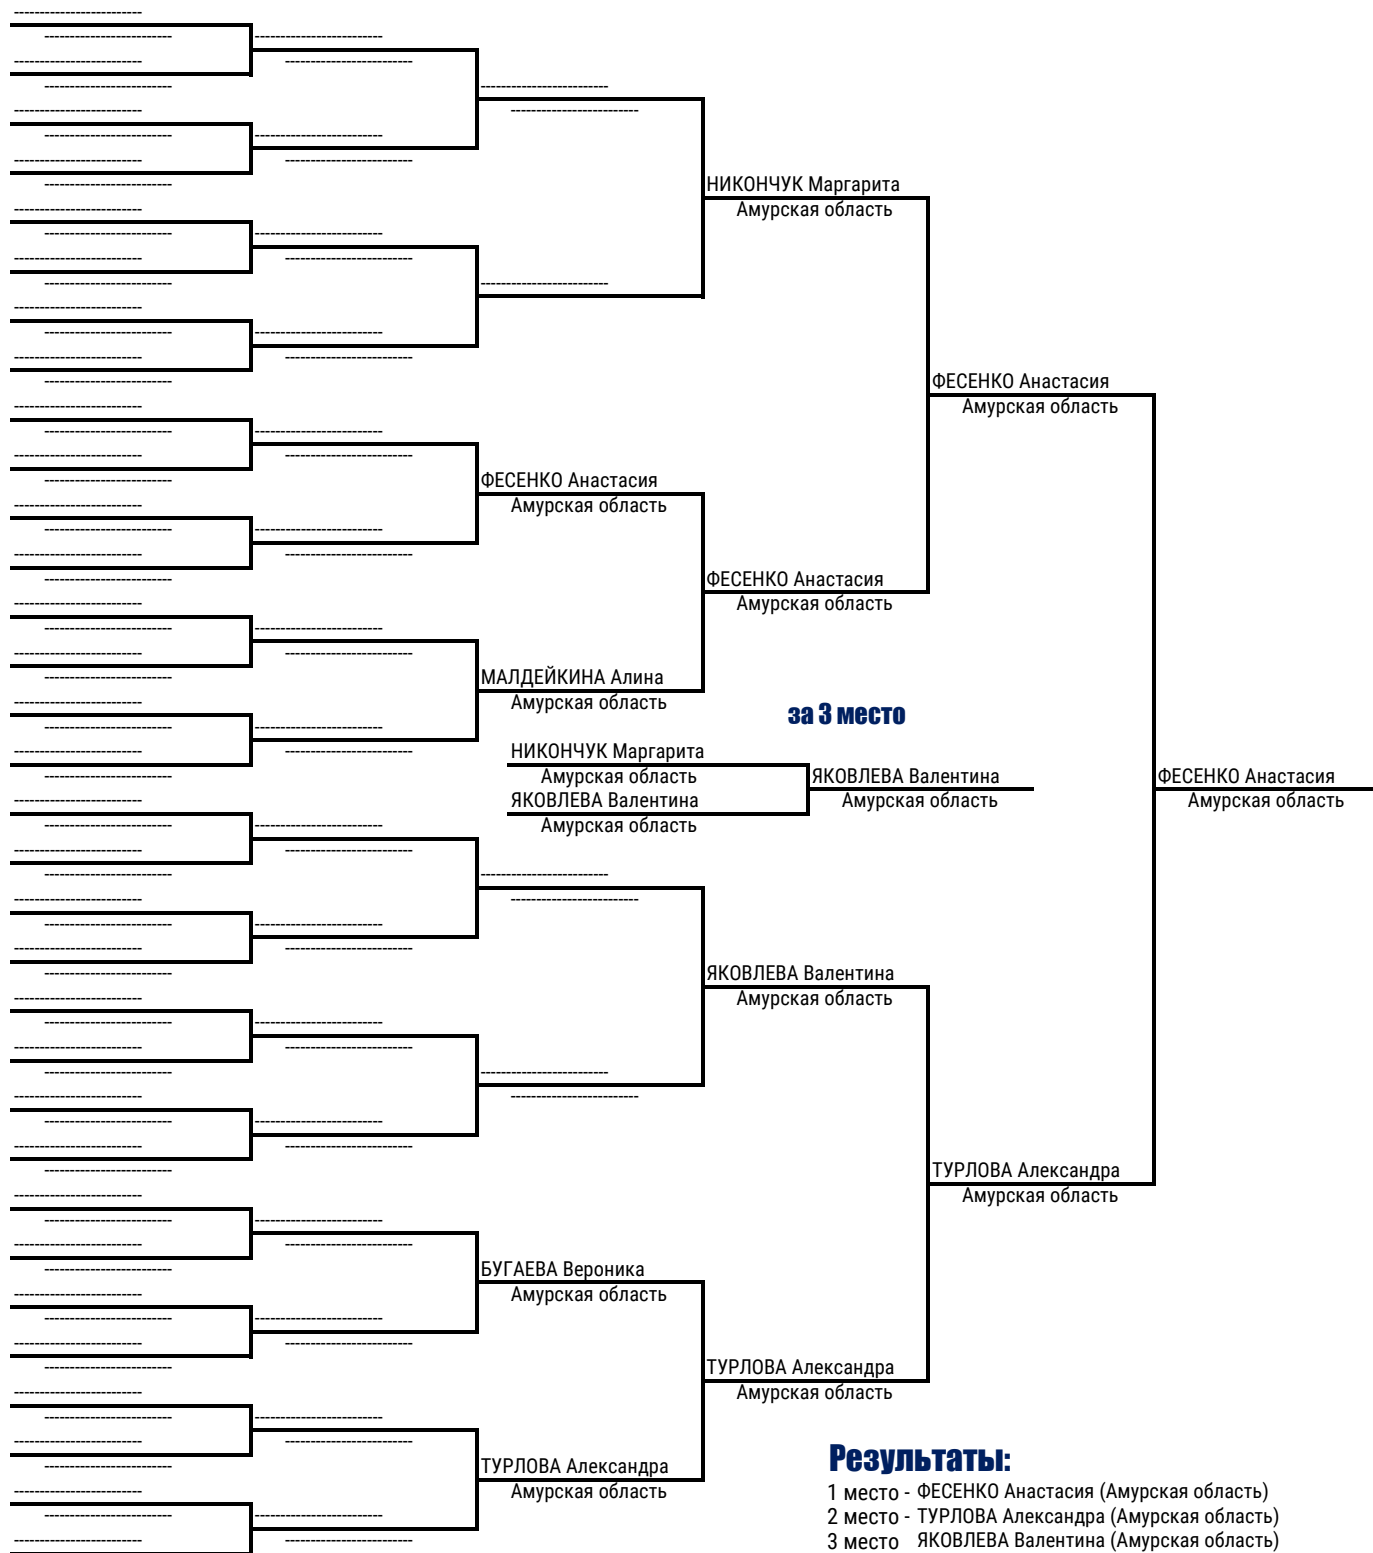 НИКОНЧУК Маргарита
Амурская область
ФЕСЕНКО Анастасия
Амурская область
ФЕСЕНКО Анастасия
Амурская область
ФЕСЕНКО Анастасия
Амурская область
МАЛДЕЙКИНА Алина
Амурская область
за 3 место
НИКОНЧУК Маргарита
Амурская область
ЯКОВЛЕВА Валентина
Амурская область
ЯКОВЛЕВА Валентина
Амурская область
ФЕСЕНКО Анастасия
Амурская область
ЯКОВЛЕВА Валентина
Амурская область
ТУРЛОВА Александра
Амурская область
БУГАЕВА Вероника
Амурская область
ТУРЛОВА Александра
Амурская область
ТУРЛОВА Александра
Амурская область
Результаты:
1 место - ФЕСЕНКО Анастасия (Амурская область)
2 место - ТУРЛОВА Александра (Амурская область)
3 место ЯКОВЛЕВА Валентина (Амурская область)